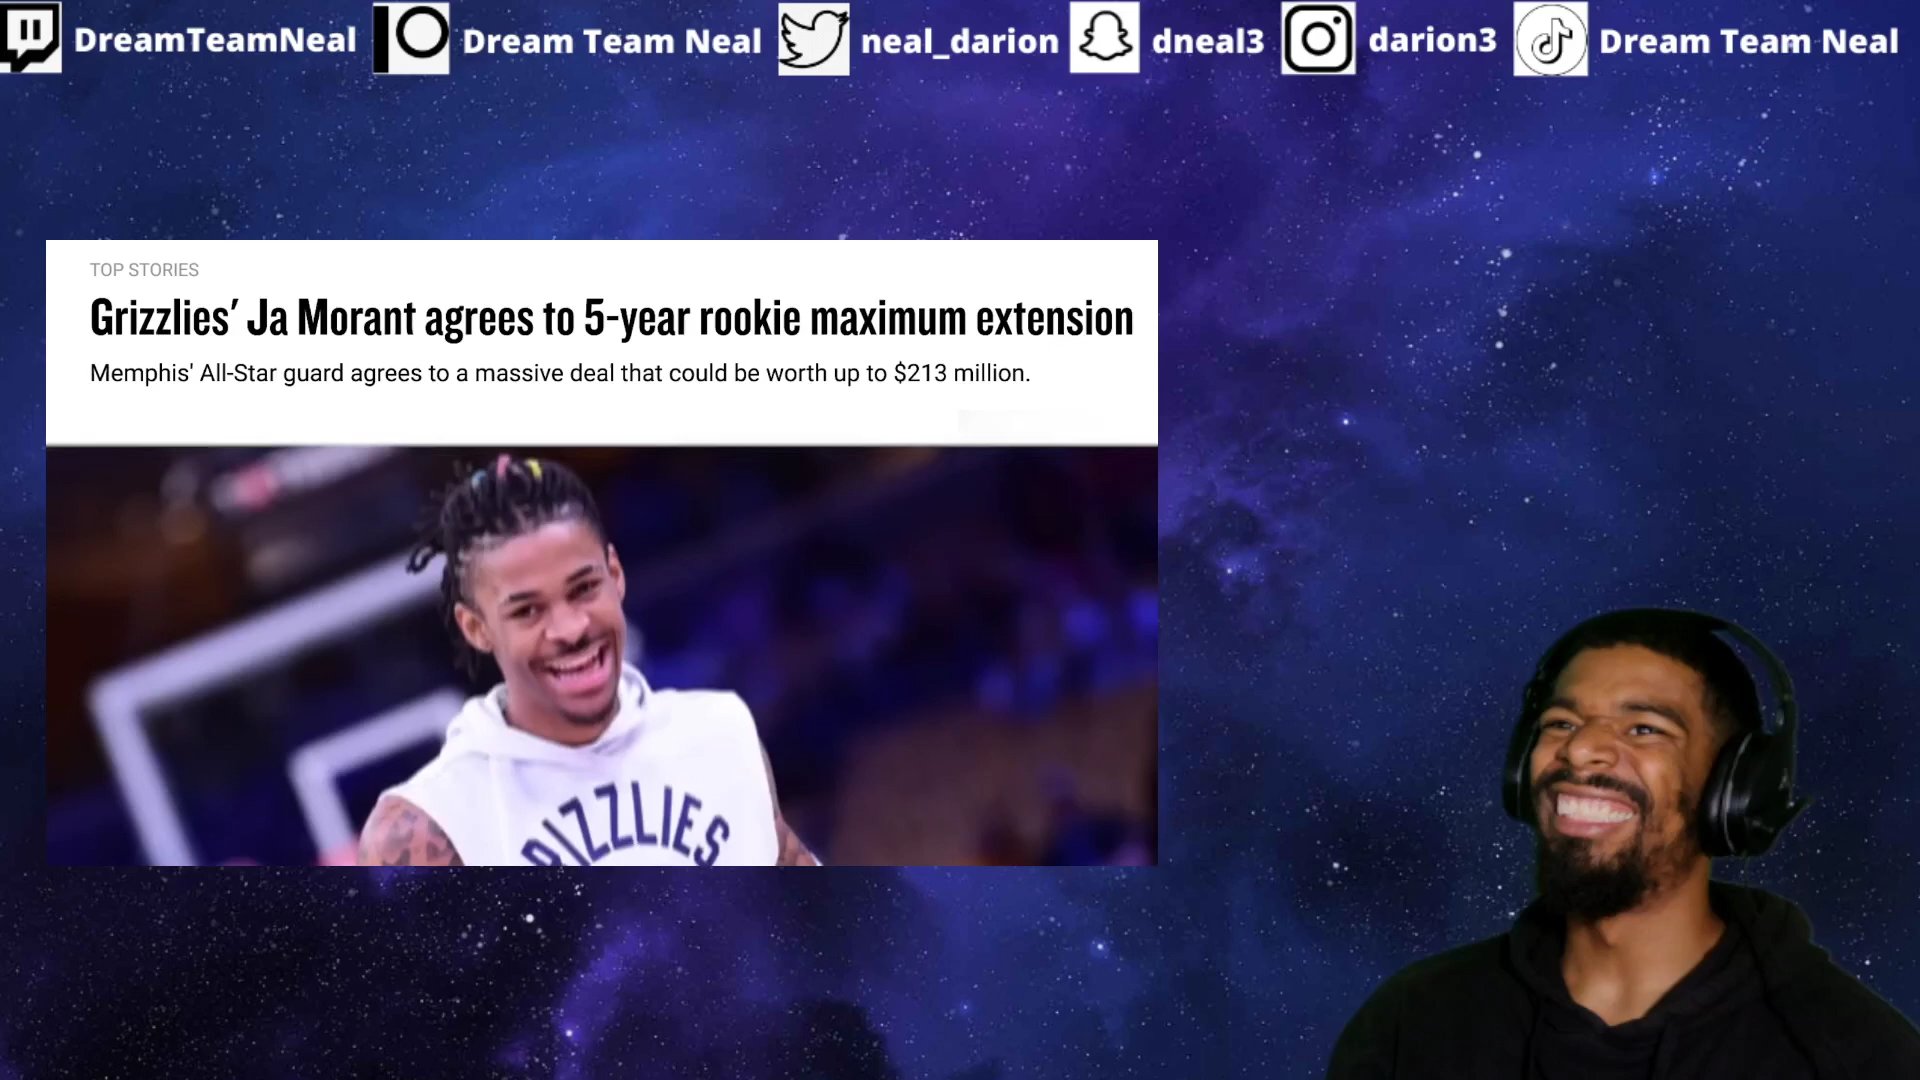 DreamTeamNeal Dream Team Neal neal_darion dneal3 darion3 Dream Team Neal
TOP STORIES
Grizzlies' Ja Morant agrees to 5-year rookie maximum extension
Memphis' All-Star guard agrees to a massive deal that could be worth up to $213 million.
RIZZLIES